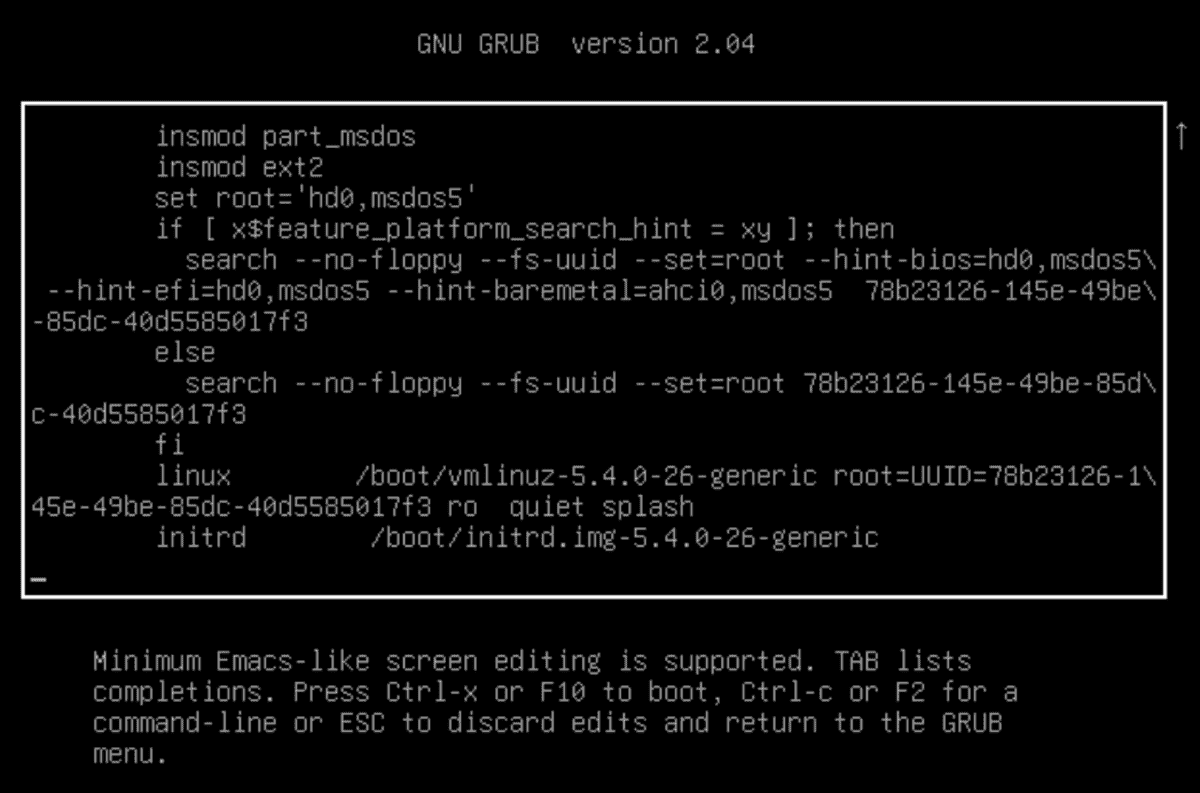 GNU GRUB  version 2.04
insmod part_msdos
insmod ext2
set root='hd0,msdos5'
if [ x$feature_platform_search_hint = xy ]; then
search --no-floppy --fs-uuid --set=root --hint-bios=hd0,msdos5\
--hint-efi=hd0,msdos5 --hint-baremetal=ahci0,msdos5  78b23126-145e-49be\
-85dc-40d5585017f3
else
search --no-floppy --fs-uuid --set=root 78b23126-145e-49be-85d\
c-40d5585017f3
fi
linux        /boot/vmlinuz-5.4.0-26-generic root=UUID=78b23126-1\
45e-49be-85dc-40d5585017f3 ro  quiet splash
initrd        /boot/initrd.img-5.4.0-26-generic
Minimum Emacs-like screen editing is supported. TAB lists
completions. Press Ctrl-x or F10 to boot, Ctrl-c or F2 for a
command-line or ESC to discard edits and return to the GRUB
menu.